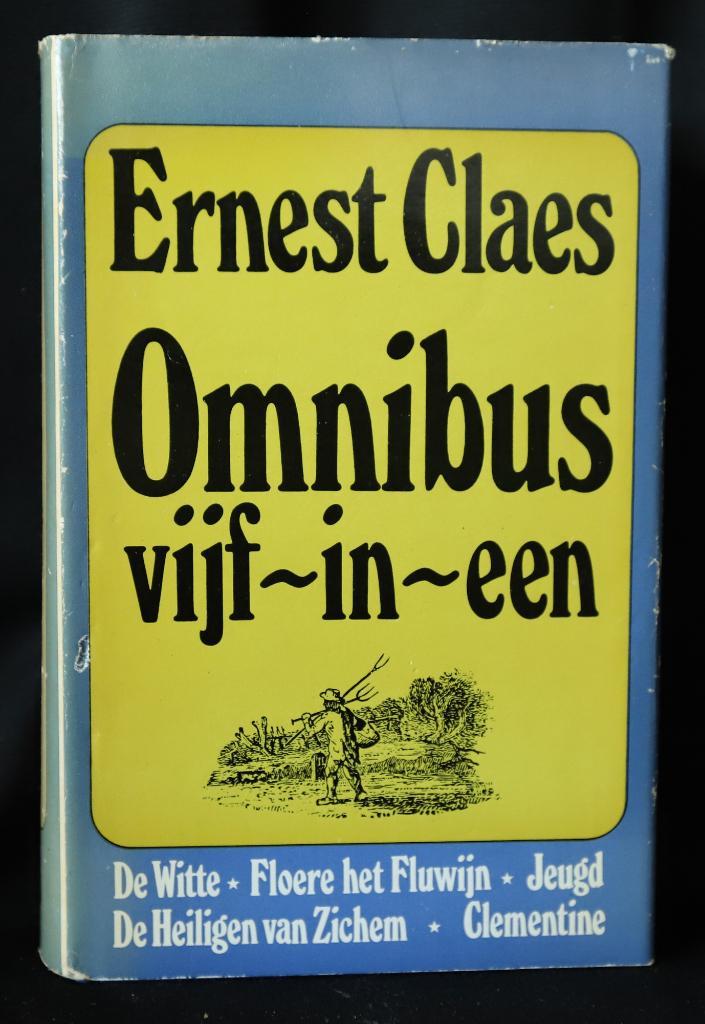 Ernest Claes
Omnibus
vijf~in~een
De Witte ⋆ Floere het Fluwijn ⋆ Jeugd
De Heiligen van Zichem ⋆ Clementine